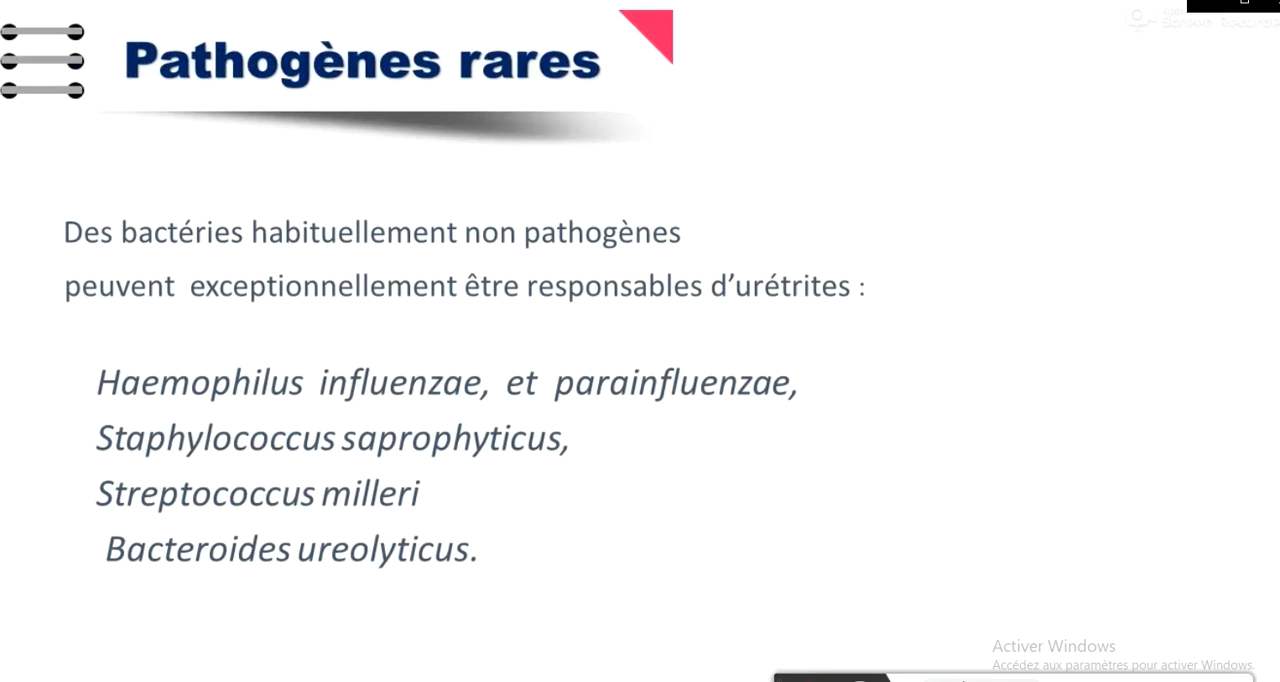 Pathogènes rares
Des bactéries habituellement non pathogènes
peuvent exceptionnellement être responsables d’urétrites :
Haemophilus influenzae, et parainfluenzae,
Staphylococcus saprophyticus,
Streptococcus milleri
Bacteroides ureolyticus.
Activer Windows
Accédez aux paramètres pour activer Windows.